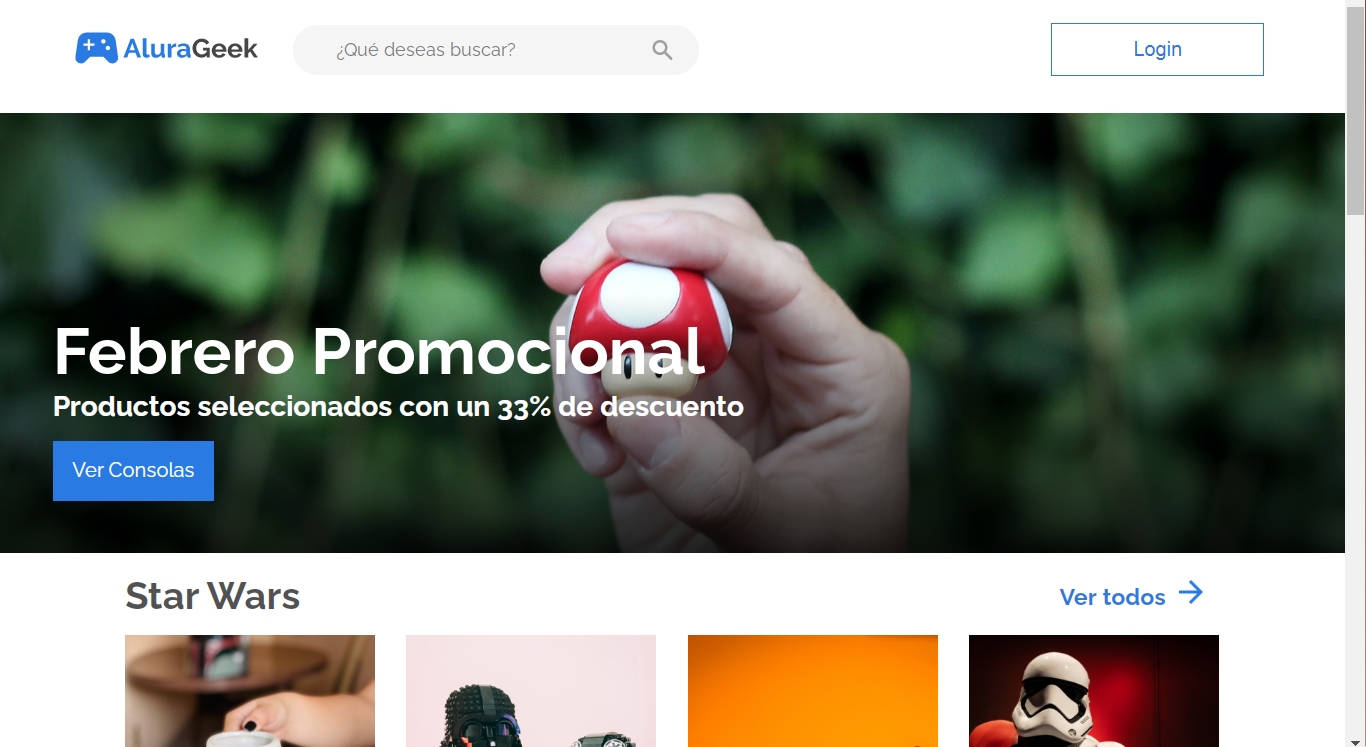 AluraGeek
¿Qué deseas buscar?
Login
Febrero Promocional
Productos seleccionados con un 33% de descuento
Ver Consolas
Star Wars
Ver todos